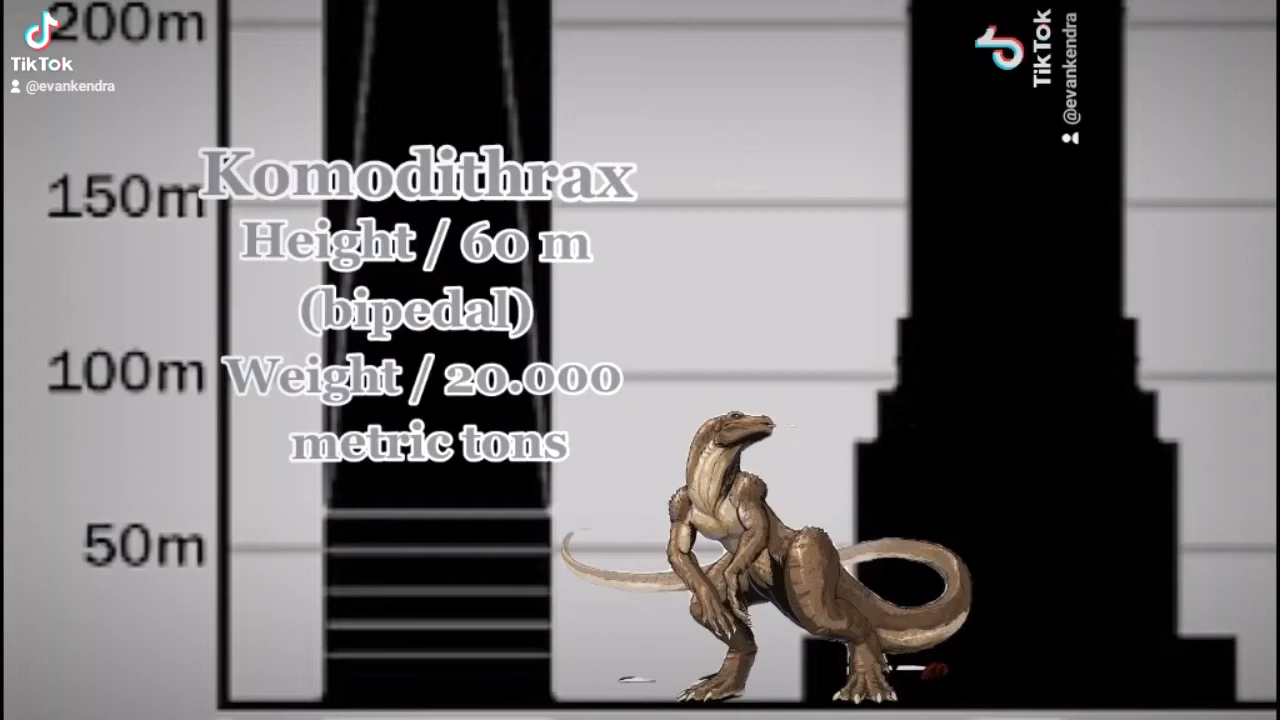 200m
TikTok
@evankendra
TikTok
@evankendra
150m
Komodithrax
Height / 60 m
(bipedal)
100m
Weight / 20.000
metric tons
50m